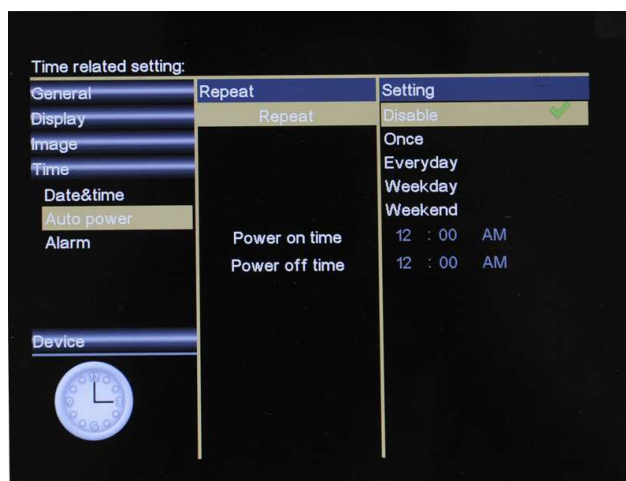 Time related setting:
General
Display
Image
Time
Date&time
Auto power
Alarm
Device
Repeat
Repeat
Power on time
Power off time
Setting
Disable
Once
Everyday
Weekday
Weekend
12 : 00 AM
12 : 00 AM